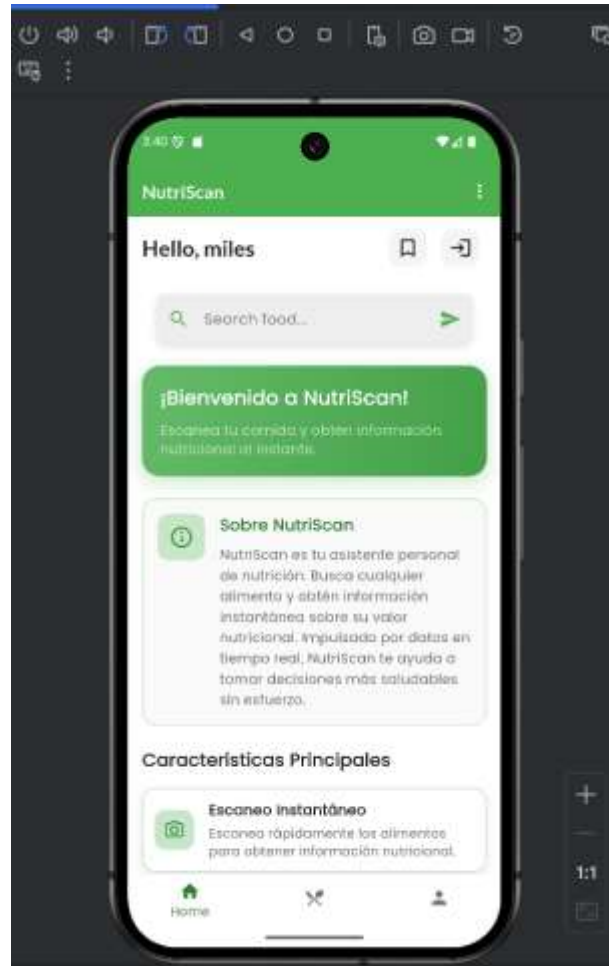 3:40
NutriScan
Hello, miles
Search food...
¡Bienvenido a NutriScan!
Escanea tu comida y obtén información
nutricional al instante.
Sobre NutriScan
NutriScan es tu asistente personal
de nutrición. Busca cualquier
alimento y obtén información
instantánea sobre su valor
nutricional. Impulsado por datos en
tiempo real, NutriScan te ayuda a
tomar decisiones más saludables
sin esfuerzo.
Características Principales
Escaneo Instantáneo
Escanea rápidamente los alimentos
para obtener información nutricional.
Home
1:1